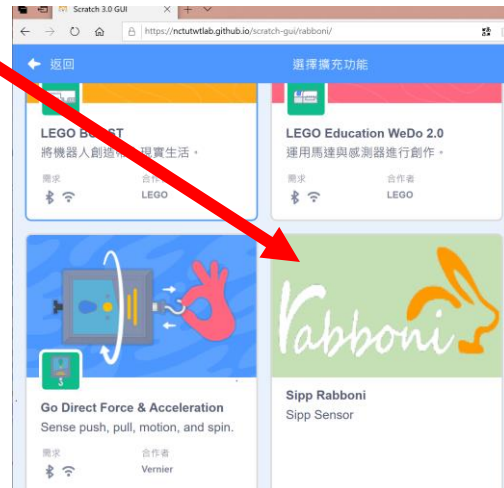 Scratch 3.0 GUI
https://nctutwtlab.github.io/scratch-gui/rabboni/
返回
選擇擴充功能
LEGO BOOST
將機器人創造帶 現實生活。
需求
合作者
LEGO
LEGO Education WeDo 2.0
運用馬達與感測器進行創作。
需求
合作者
LEGO
Go Direct Force & Acceleration
Sense push, pull, motion, and spin.
需求
合作者
Vernier
rabboni
Sipp Rabboni
Sipp Sensor